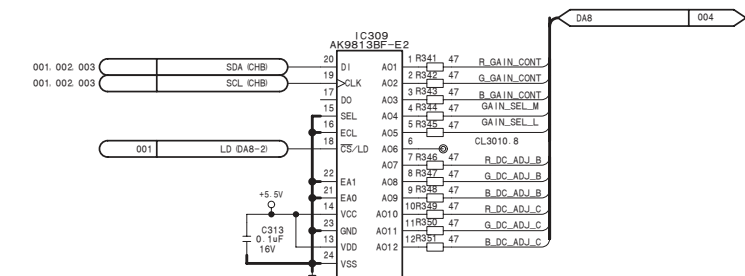 DA8 004
IC309
AK9813BF-E2
001. 002. 003 SDA (CHB) 20 DI AO1 1 R341 47 R_GAIN_CONT
001. 002. 003 SCL (CHB) 19 CLK AO2 2 R342 47 G_GAIN_CONT
17 DO AO3 3 R343 47 B_GAIN_CONT
15 SEL AO4 4 R344 47 GAIN_SEL_M
16 ECL AO5 5 R345 47 GAIN_SEL_L
001 LD (DA8-2) 18 CS/LD AO6 6 CL3010. 8
AO7 7 R346 47 R_DC_ADJ_B
22 EA1 AO8 8 R347 47 G_DC_ADJ_B
21 EA0 AO9 9 R348 47 B_DC_ADJ_B
+5. 5V 14 VCC AO10 10 R349 47 R_DC_ADJ_C
C313 23 GND AO11 11 R350 47 G_DC_ADJ_C
0. 1uF 13 VDD AO12 12 R351 47 B_DC_ADJ_C
16V 24 VSS